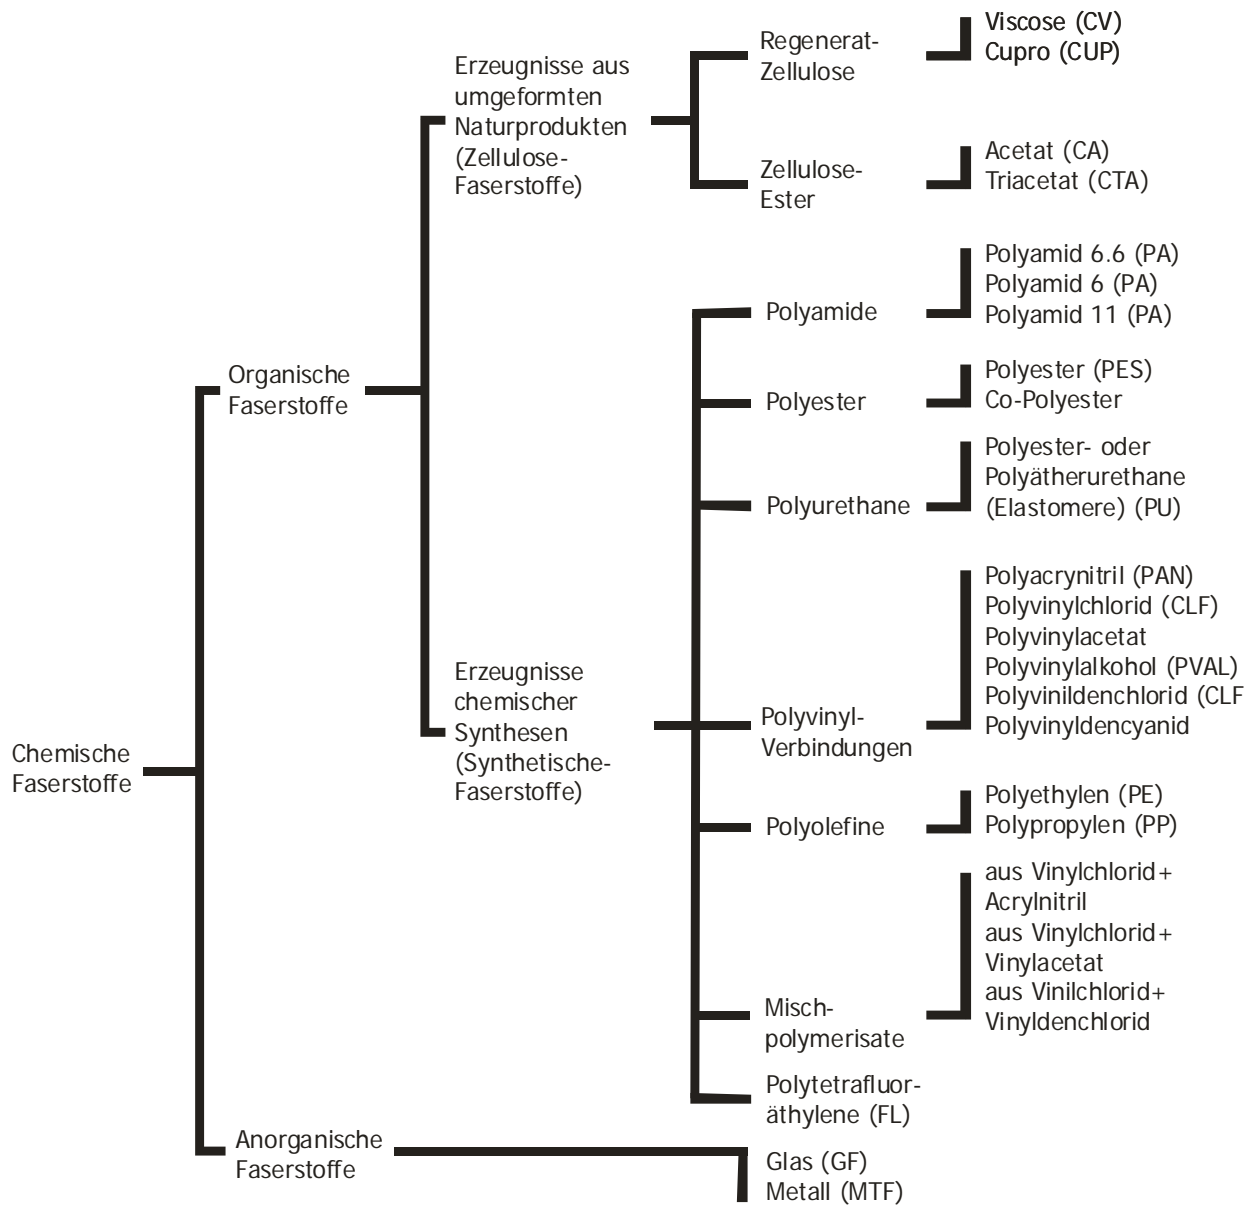 Chemische
Faserstoffe
Organische
Faserstoffe
Erzeugnisse aus
umgeformten
Naturprodukten
(Zellulose-
Faserstoffe)
Regenerat-
Zellulose
Viscose (CV)
Cupro (CUP)
Zellulose-
Ester
Acetat (CA)
Triacetat (CTA)
Erzeugnisse
chemischer
Synthesen
(Synthetische-
Faserstoffe)
Polyamide
Polyamid 6.6 (PA)
Polyamid 6 (PA)
Polyamid 11 (PA)
Polyester
Polyester (PES)
Co-Polyester
Polyurethane
Polyester- oder
Polyätherurethane
(Elastomere) (PU)
Polyvinyl-
Verbindungen
Polyacrynitril (PAN)
Polyvinylchlorid (CLF)
Polyvinylacetat
Polyvinylalkohol (PVAL)
Polyvinildenchlorid (CLF
Polyvinyldencyanid
Polyolefine
Polyethylen (PE)
Polypropylen (PP)
Misch-
polymerisate
aus Vinylchlorid+
Acrylnitril
aus Vinylchlorid+
Vinylacetat
aus Vinilchlorid+
Vinyldenchlorid
Polytetrafluor-
äthylene (FL)
Anorganische
Faserstoffe
Glas (GF)
Metall (MTF)